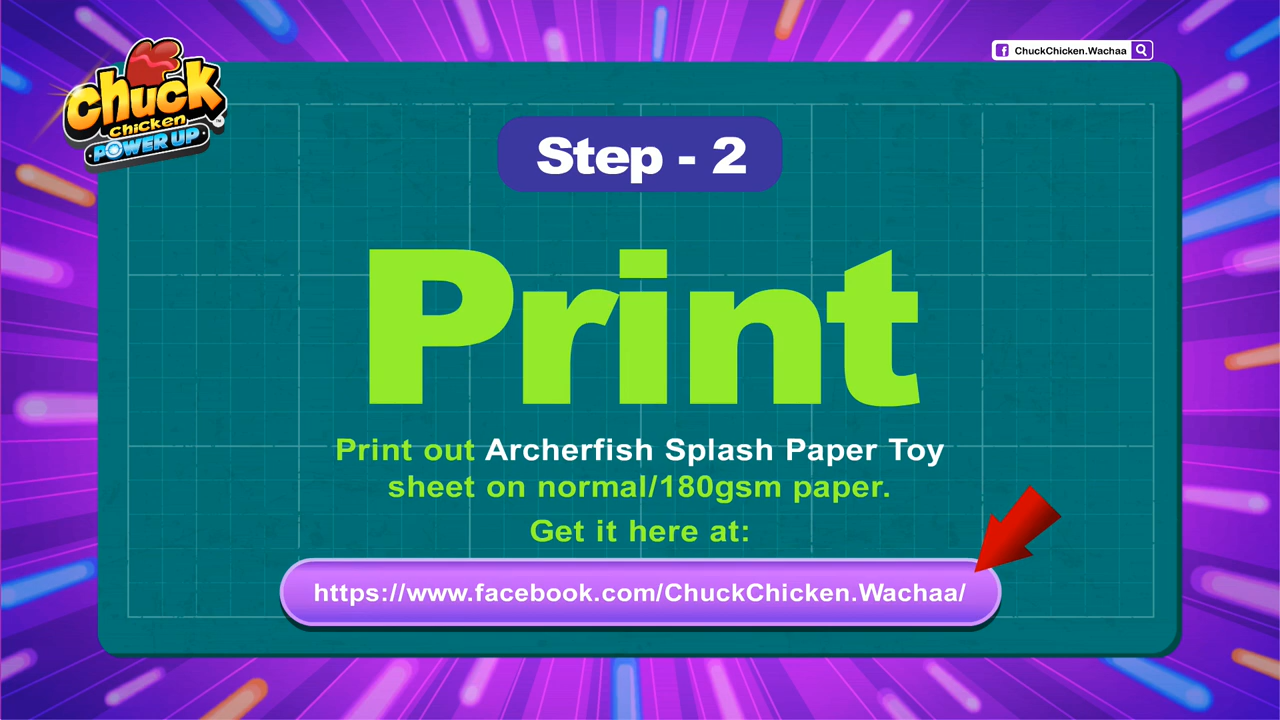 ChuckChicken.Wachaa
Chuck
Chicken
POWER UP
TM
Step - 2
Print
Print out Archerfish Splash Paper Toy
sheet on normal/180gsm paper.
Get it here at:
https://www.facebook.com/ChuckChicken.Wachaa/